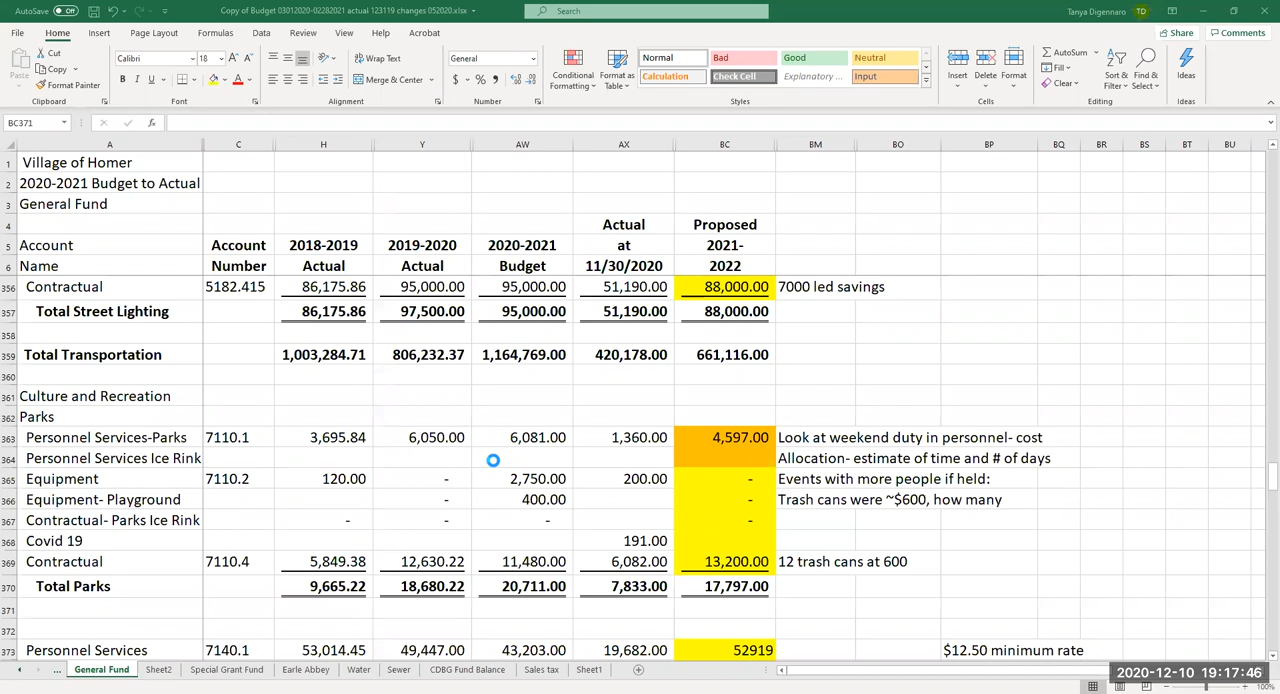 AutoSave Off Copy of Budget 03012020-02282021 actual 123119 changes 052020.xlsx Search Tanya Digennaro TD
File Home Insert Page Layout Formulas Data Review View Help Acrobat Share Comments
Paste Cut Copy Format Painter Clipboard
Calibri 18 B I U Font
Wrap Text Merge & Center Alignment
General $ % Number
Conditional Formatting Format as Table
Normal Bad Good Neutral
Calculation Check Cell Explanatory ... Input
Styles
Insert Delete Format Cells
AutoSum Fill Clear Sort & Filter Find & Select Editing
Ideas Ideas
BC371 fx
A C H Y AW AX BC BM BO BP BQ BR BS BT BU
1 Village of Homer
2 2020-2021 Budget to Actual
3 General Fund
4 Actual Proposed
5 Account Account 2018-2019 2019-2020 2020-2021 at 2021-
6 Name Number Actual Actual Budget 11/30/2020 2022
356 Contractual 5182.415 86,175.86 95,000.00 95,000.00 51,190.00 88,000.00 7000 led savings
357 Total Street Lighting 86,175.86 97,500.00 95,000.00 51,190.00 88,000.00
358
359 Total Transportation 1,003,284.71 806,232.37 1,164,769.00 420,178.00 661,116.00
360
361 Culture and Recreation
362 Parks
363 Personnel Services-Parks 7110.1 3,695.84 6,050.00 6,081.00 1,360.00 4,597.00 Look at weekend duty in personnel- cost
364 Personnel Services Ice Rink Allocation- estimate of time and # of days
365 Equipment 7110.2 120.00 - 2,750.00 200.00 - Events with more people if held:
366 Equipment- Playground - 400.00 - Trash cans were ~$600, how many
367 Contractual- Parks Ice Rink - - - -
368 Covid 19 191.00
369 Contractual 7110.4 5,849.38 12,630.22 11,480.00 6,082.00 13,200.00 12 trash cans at 600
370 Total Parks 9,665.22 18,680.22 20,711.00 7,833.00 17,797.00
371
372
373 Personnel Services 7140.1 53,014.45 49,447.00 43,203.00 19,682.00 52919 $12.50 minimum rate
... General Fund Sheet2 Special Grant Fund Earle Abbey Water Sewer CDBG Fund Balance Sales tax Sheet1
2020-12-10 19:17:46
100%